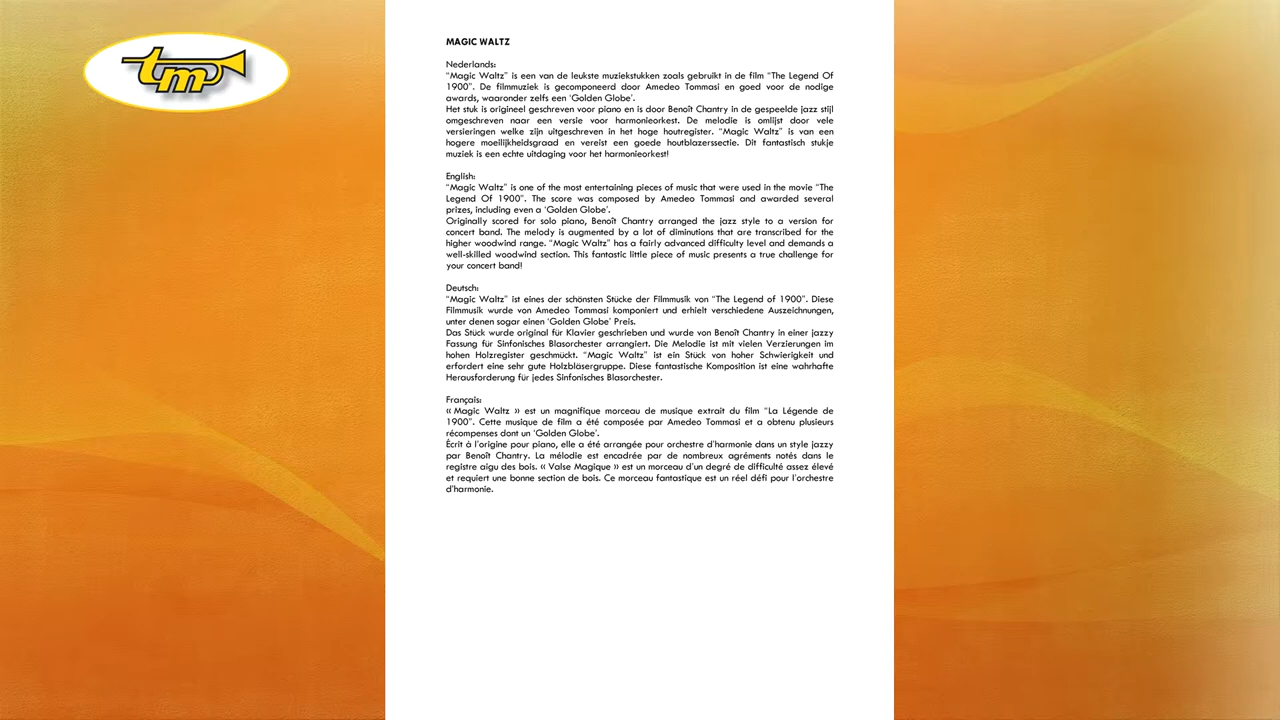 tm
MAGIC WALTZ
Nederlands:
"Magic Waltz" is een van de leukste muziekstukken zoals gebruikt in de film "The Legend Of
1900". De filmmuziek is gecomponeerd door Amedeo Tommasi en goed voor de nodige
awards, waaronder zelfs een 'Golden Globe'.
Het stuk is origineel geschreven voor piano en is door Benoît Chantry in de gespeelde jazz stijl
omgeschreven naar een versie voor harmonieorkest. De melodie is omlijst door vele
versieringen welke zijn uitgeschreven in het hoge houtregister. "Magic Waltz" is van een
hogere moeilijkheidsgraad en vereist een goede houtblazerssectie. Dit fantastisch stukje
muziek is een echte uitdaging voor het harmonieorkest!
English:
"Magic Waltz" is one of the most entertaining pieces of music that were used in the movie "The
Legend Of 1900". The score was composed by Amedeo Tommasi and awarded several
prizes, including even a 'Golden Globe'.
Originally scored for solo piano, Benoît Chantry arranged the jazz style to a version for
concert band. The melody is augmented by a lot of diminutions that are transcribed for the
higher woodwind range. "Magic Waltz" has a fairly advanced difficulty level and demands a
well-skilled woodwind section. This fantastic little piece of music presents a true challenge for
your concert band!
Deutsch:
"Magic Waltz" ist eines der schönsten Stücke der Filmmusik von "The Legend of 1900". Diese
Filmmusik wurde von Amedeo Tommasi komponiert und erhielt verschiedene Auszeichnungen,
unter denen sogar einen 'Golden Globe' Preis.
Das Stück wurde original für Klavier geschrieben und wurde von Benoît Chantry in einer jazzy
Fassung für Sinfonisches Blasorchester arrangiert. Die Melodie ist mit vielen Verzierungen im
hohen Holzregister geschmückt. "Magic Waltz" ist ein Stück von hoher Schwierigkeit und
erfordert eine sehr gute Holzbläsergruppe. Diese fantastische Komposition ist eine wahrhafte
Herausforderung für jedes Sinfonisches Blasorchester.
Français:
« Magic Waltz » est un magnifique morceau de musique extrait du film "La Légende de
1900". Cette musique de film a été composée par Amedeo Tommasi et a obtenu plusieurs
récompenses dont un 'Golden Globe'.
Écrit à l'origine pour piano, elle a été arrangée pour orchestre d'harmonie dans un style jazzy
par Benoît Chantry. La mélodie est encadrée par de nombreux agréments notés dans le
registre aigu des bois. « Valse Magique » est un morceau d'un degré de difficulté assez élevé
et requiert une bonne section de bois. Ce morceau fantastique est un réel défi pour l'orchestre
d'harmonie.